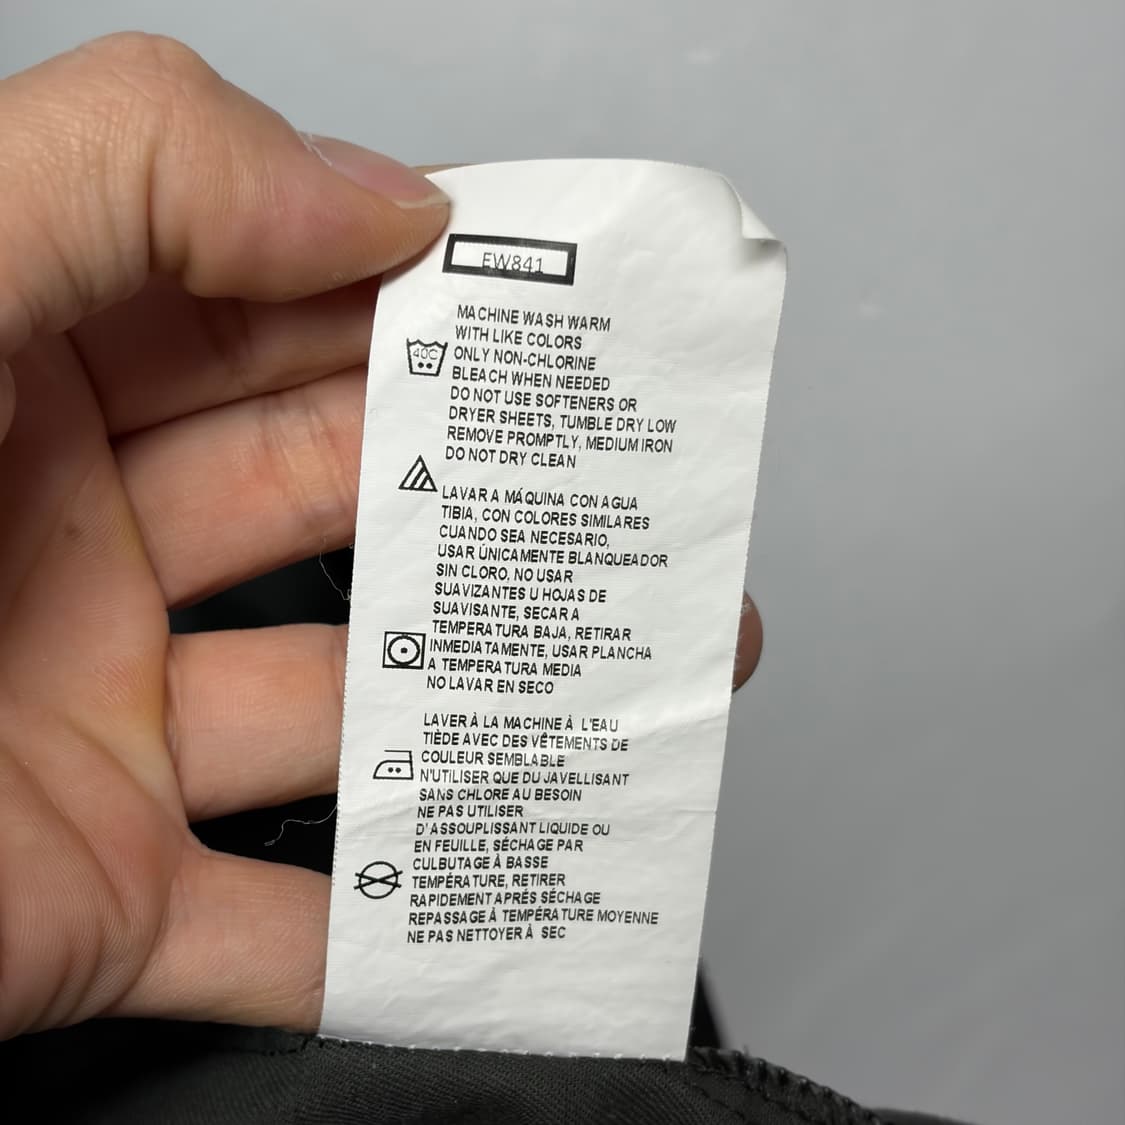 EW841
MACHINE WASH WARM
WITH LIKE COLORS
ONLY NON-CHLORINE
BLEACH WHEN NEEDED
DO NOT USE SOFTENERS OR
DRYER SHEETS, TUMBLE DRY LOW
REMOVE PROMPTLY, MEDIUM IRON
DO NOT DRY CLEAN
40C
LAVAR A MÁQUINA CON AGUA
TIBIA, CON COLORES SIMILARES
CUANDO SEA NECESARIO,
USAR ÚNICAMENTE BLANQUEADOR
SIN CLORO, NO USAR
SUAVIZANTES U HOJAS DE
SUAVISANTE, SECAR A
TEMPERATURA BAJA, RETIRAR
INMEDIATAMENTE, USAR PLANCHA
A TEMPERATURA MEDIA
NO LAVAR EN SECO
LAVER À LA MACHINE À L'EAU
TIÈDE AVEC DES VÊTEMENTS DE
COULEUR SEMBLABLE
N'UTILISER QUE DU JAVELLISANT
SANS CHLORE AU BESOIN
NE PAS UTILISER
D'ASSOUPLISSANT LIQUIDE OU
EN FEUILLE, SÉCHAGE PAR
CULBUTAGE À BASSE
TEMPÉRATURE, RETIRER
RAPIDEMENT APRÉS SÉCHAGE
REPASSAGE À TEMPÉRATURE MOYENNE
NE PAS NETTOYER À SEC